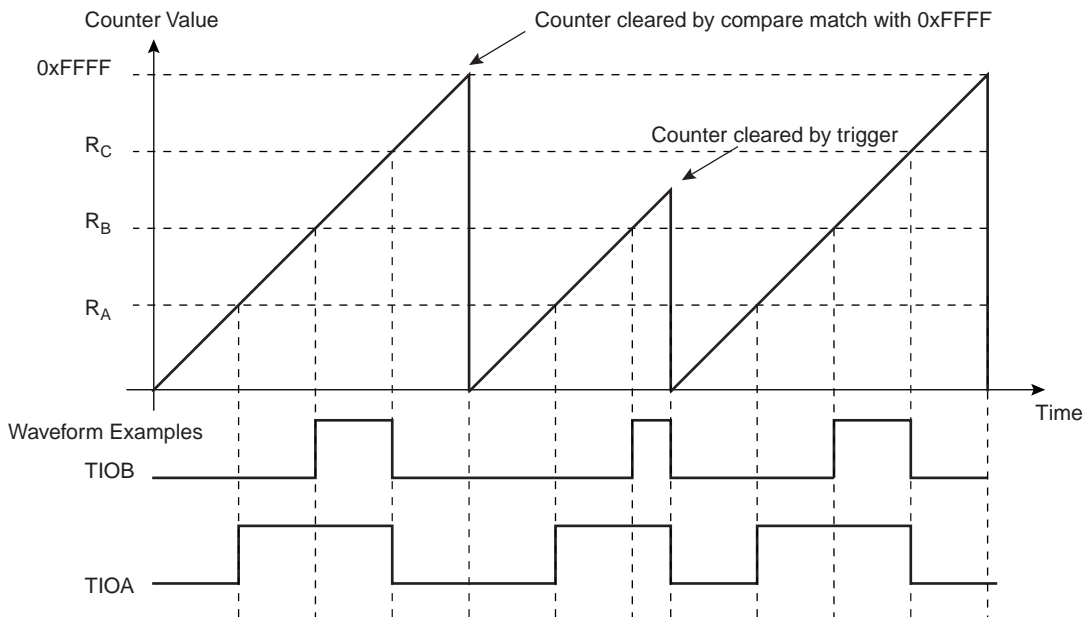 Counter Value
Counter cleared by compare match with 0xFFFF
0xFFFF
Counter cleared by trigger
RC
RB
RA
Time
Waveform Examples
TIOB
TIOA